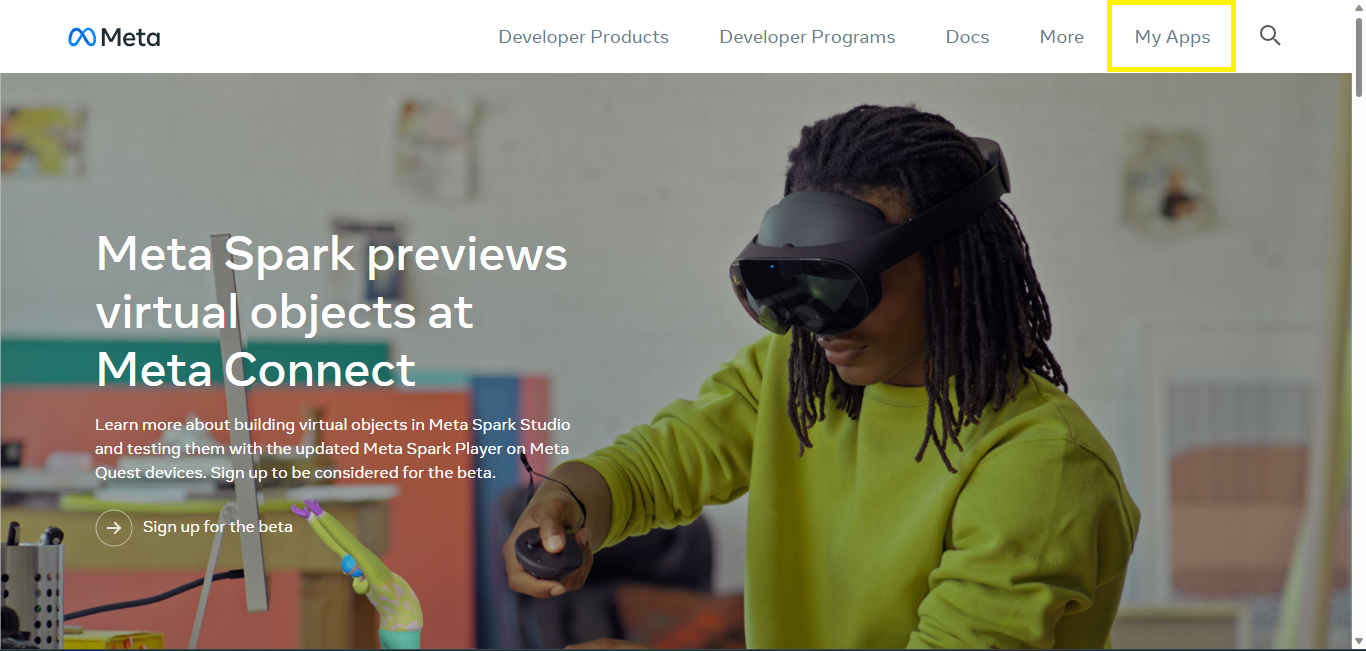 Meta
Developer Products
Developer Programs
Docs
More
My Apps
Meta Spark previews
virtual objects at
Meta Connect
Learn more about building virtual objects in Meta Spark Studio
and testing them with the updated Meta Spark Player on Meta
Quest devices. Sign up to be considered for the beta.
Sign up for the beta